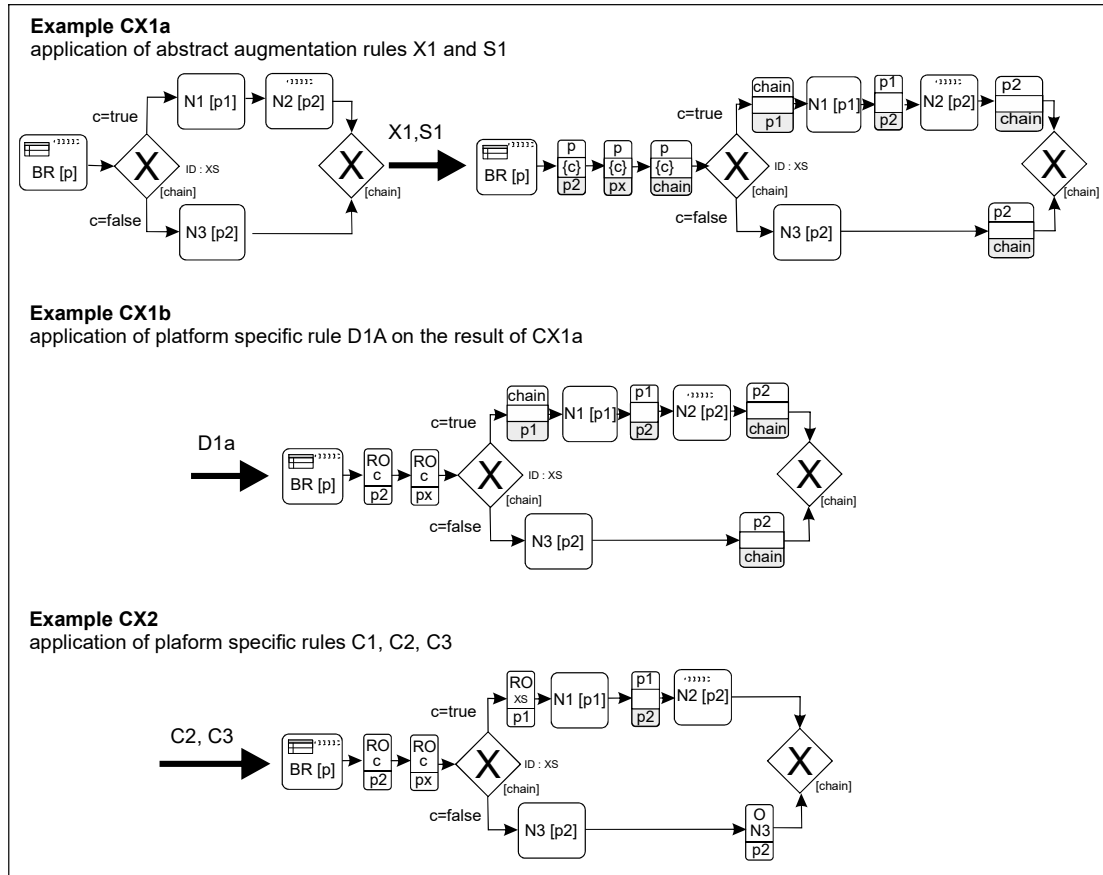 Example CX1a
application of abstract augmentation rules X1 and S1
BR [p]
c=true
N1 [p1]
N2 [p2]
X
ID : XS
[chain]
c=false
N3 [p2]
X
[chain]
X1,S1
BR [p]
p
{c}
p2
p
{c}
px
p
{c}
chain
c=true
chain
p1
N1 [p1]
p1
p2
N2 [p2]
p2
chain
X
ID : XS
[chain]
c=false
N3 [p2]
p2
chain
X
[chain]
Example CX1b
application of platform specific rule D1A on the result of CX1a
D1a
BR [p]
RO
c
p2
RO
c
px
c=true
chain
p1
N1 [p1]
p1
p2
N2 [p2]
p2
chain
X
ID : XS
[chain]
c=false
N3 [p2]
p2
chain
X
[chain]
Example CX2
application of plaform specific rules C1, C2, C3
C2, C3
BR [p]
RO
c
p2
RO
c
px
c=true
RO
XS
p1
N1 [p1]
p1
p2
N2 [p2]
X
ID : XS
[chain]
c=false
N3 [p2]
O
N3
p2
X
[chain]